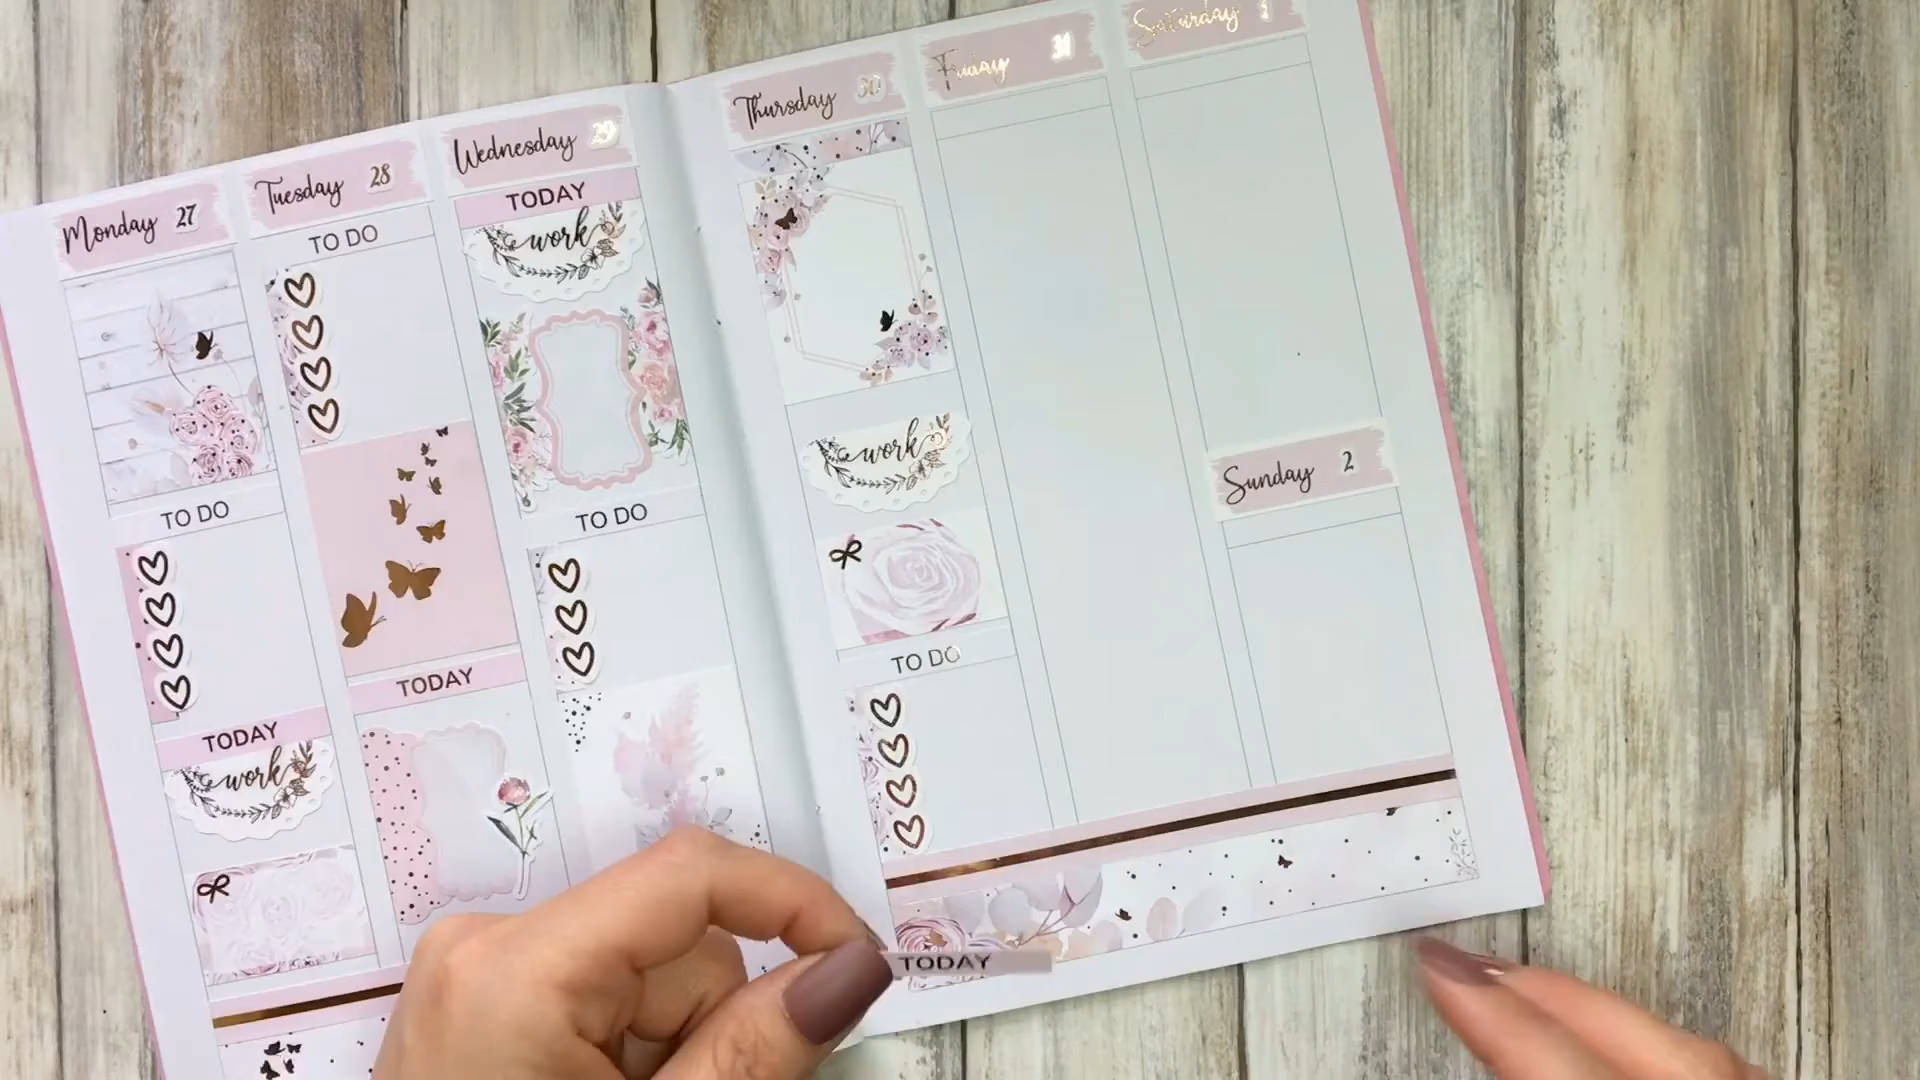 Monday 27
TO DO
TODAY
work
Tuesday 28
TO DO
TODAY
Wednesday 29
TODAY
work
TO DO
Thursday 30
work
TO DO
Friday 31
Saturday 1
Sunday 2
TODAY